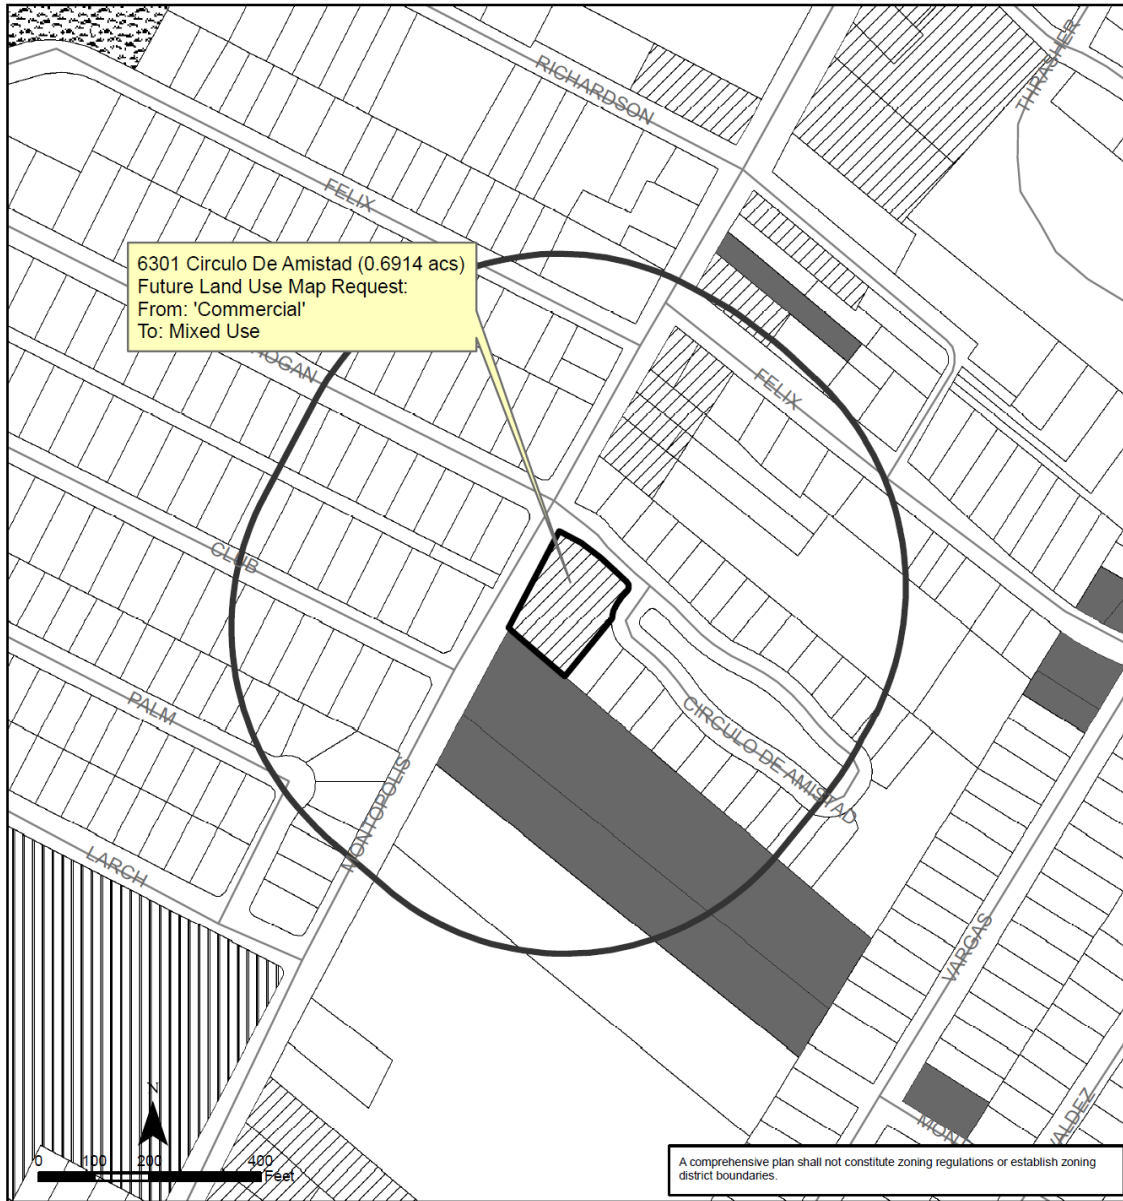 THRASHER
RICHARDSON
FELIX
6301 Circulo De Amistad (0.6914 acs)
Future Land Use Map Request:
From: 'Commercial'
To: Mixed Use
HOGAN
FELIX
CLUB
PALM
CIRCULO DE AMISTAD
MONTOPOLIS
LARCH
VARGAS
N
VALDEZ
MONT
0 100 200 400
Feet
A comprehensive plan shall not constitute zoning regulations or establish zoning
district boundaries.